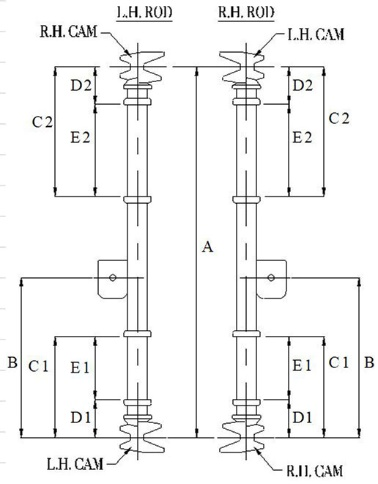 L.H. ROD R.H. ROD
R.H. CAM L.H. CAM
D2 D2
C2 E2 E2 C2
A
B C1 E1 E1 C1 B
D1 D1
L.H. CAM R.H. CAM